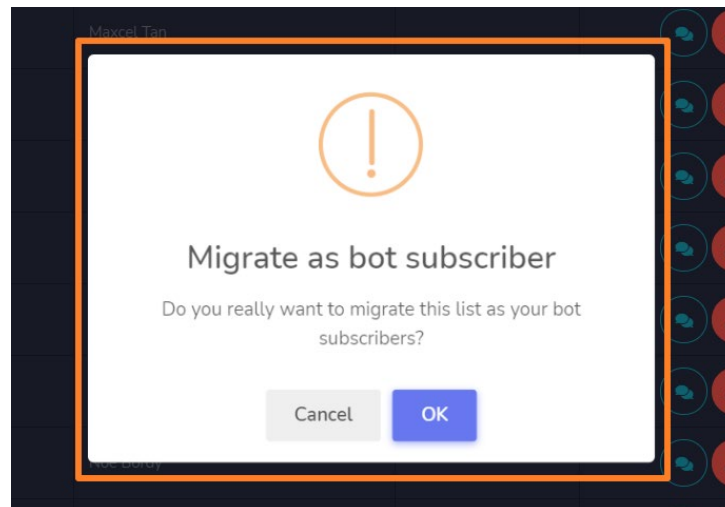 Maxcel Tan
Migrate as bot subscriber
Do you really want to migrate this list as your bot
subscribers?
Cancel
OK